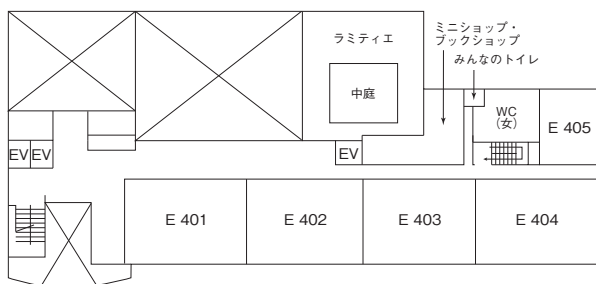 ミニショップ・
ブックショップ
ラミティエ
みんなのトイレ
中庭
WC
(女)
E 405
EV
EV
EV
E 401
E 402
E 403
E 404